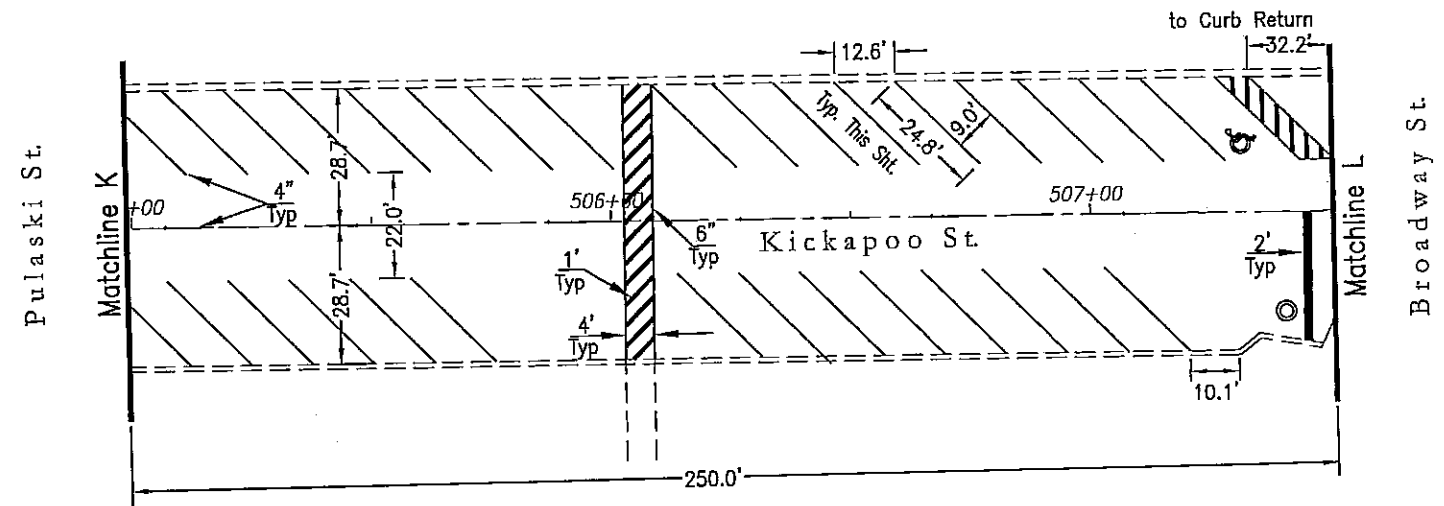 to Curb Return
12.6'
32.2'
Typ. This Sht.
24.8'
9.0'
28.7'
Pulaski St.
Matchline K
4"
Typ
22.0'
+00
506+
507+00
Kickapoo St.
6"
Typ
1'
Typ
2'
Typ
Matchline L
Broadway St.
28.7'
4'
Typ
10.1'
250.0'